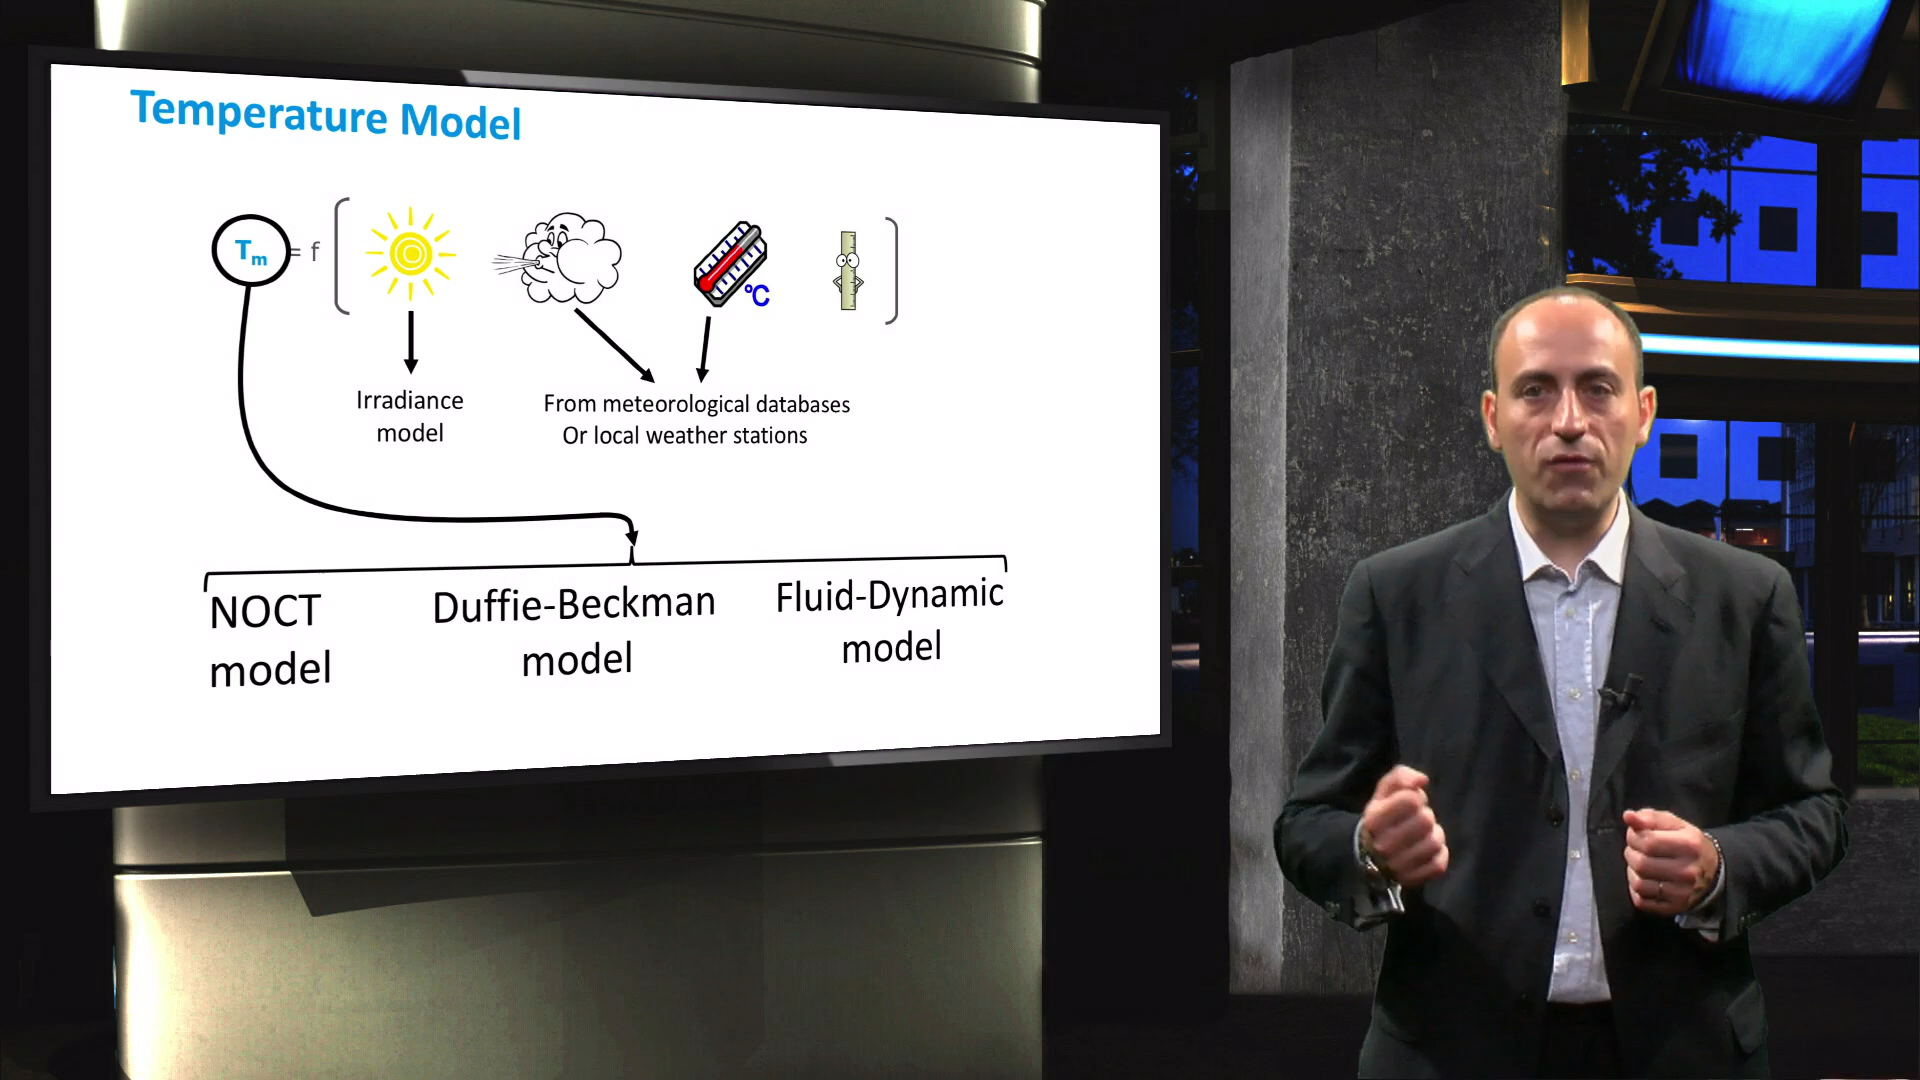 Temperature Model
Tm = f
°C
Irradiance
model
From meteorological databases
Or local weather stations
NOCT
model
Duffie-Beckman
model
Fluid-Dynamic
model